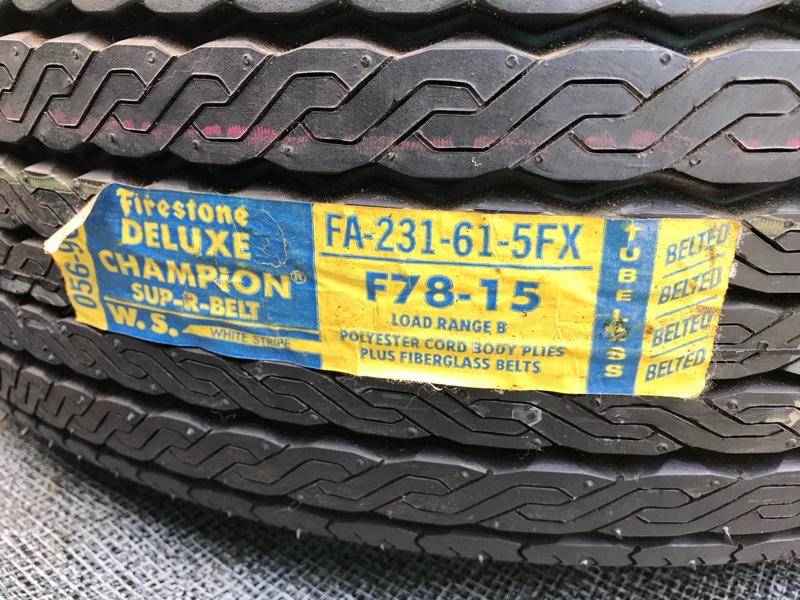 Firestone
DELUXE
CHAMPION®
SUP-R-BELT
W. S. WHITE STRIPE
FA-231-61-5FX
F78-15
LOAD RANGE B
POLYESTER CORD BODY PLIES
PLUS FIBERGLASS BELTS
TUBELESS
BELTED
BELTED
BELTED
BELTED